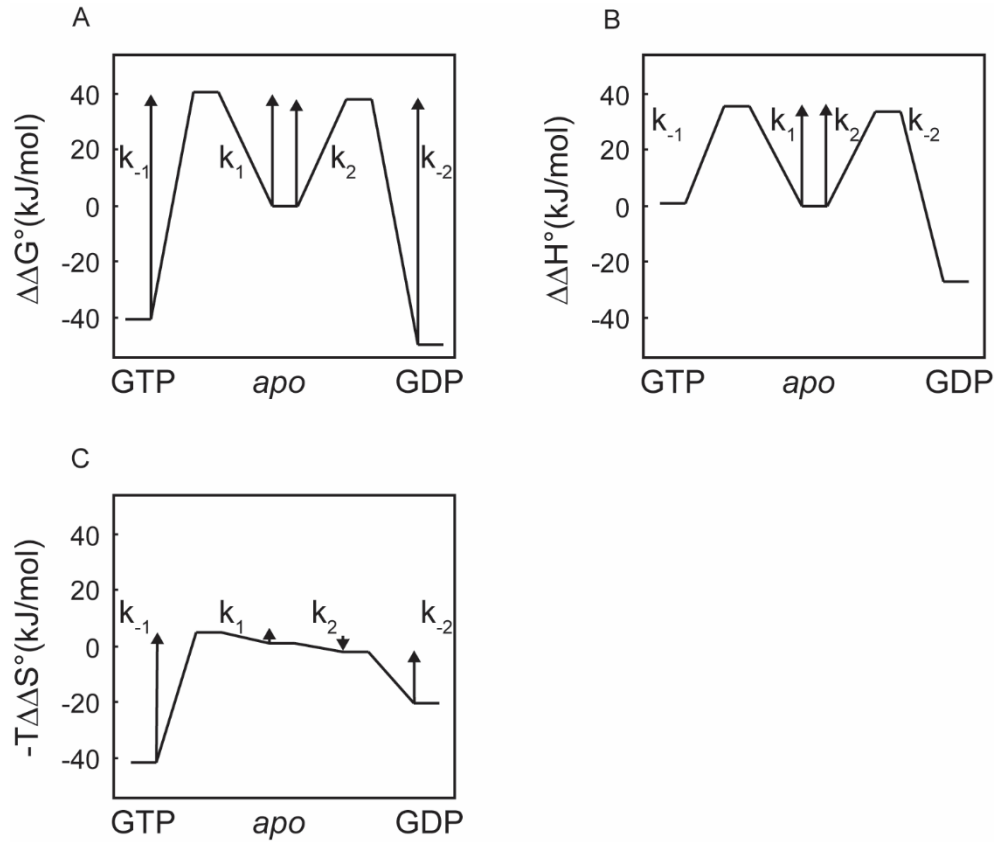 A
ΔΔG°(kJ/mol)
40
20
0
-20
-40
k-1
k1
k2
k-2
GTP
apo
GDP
B
ΔΔH°(kJ/mol)
40
20
0
-20
-40
k-1
k1
k2
k-2
GTP
apo
GDP
C
-TΔΔS°(kJ/mol)
40
20
0
-20
-40
k-1
k1
k2
k-2
GTP
apo
GDP